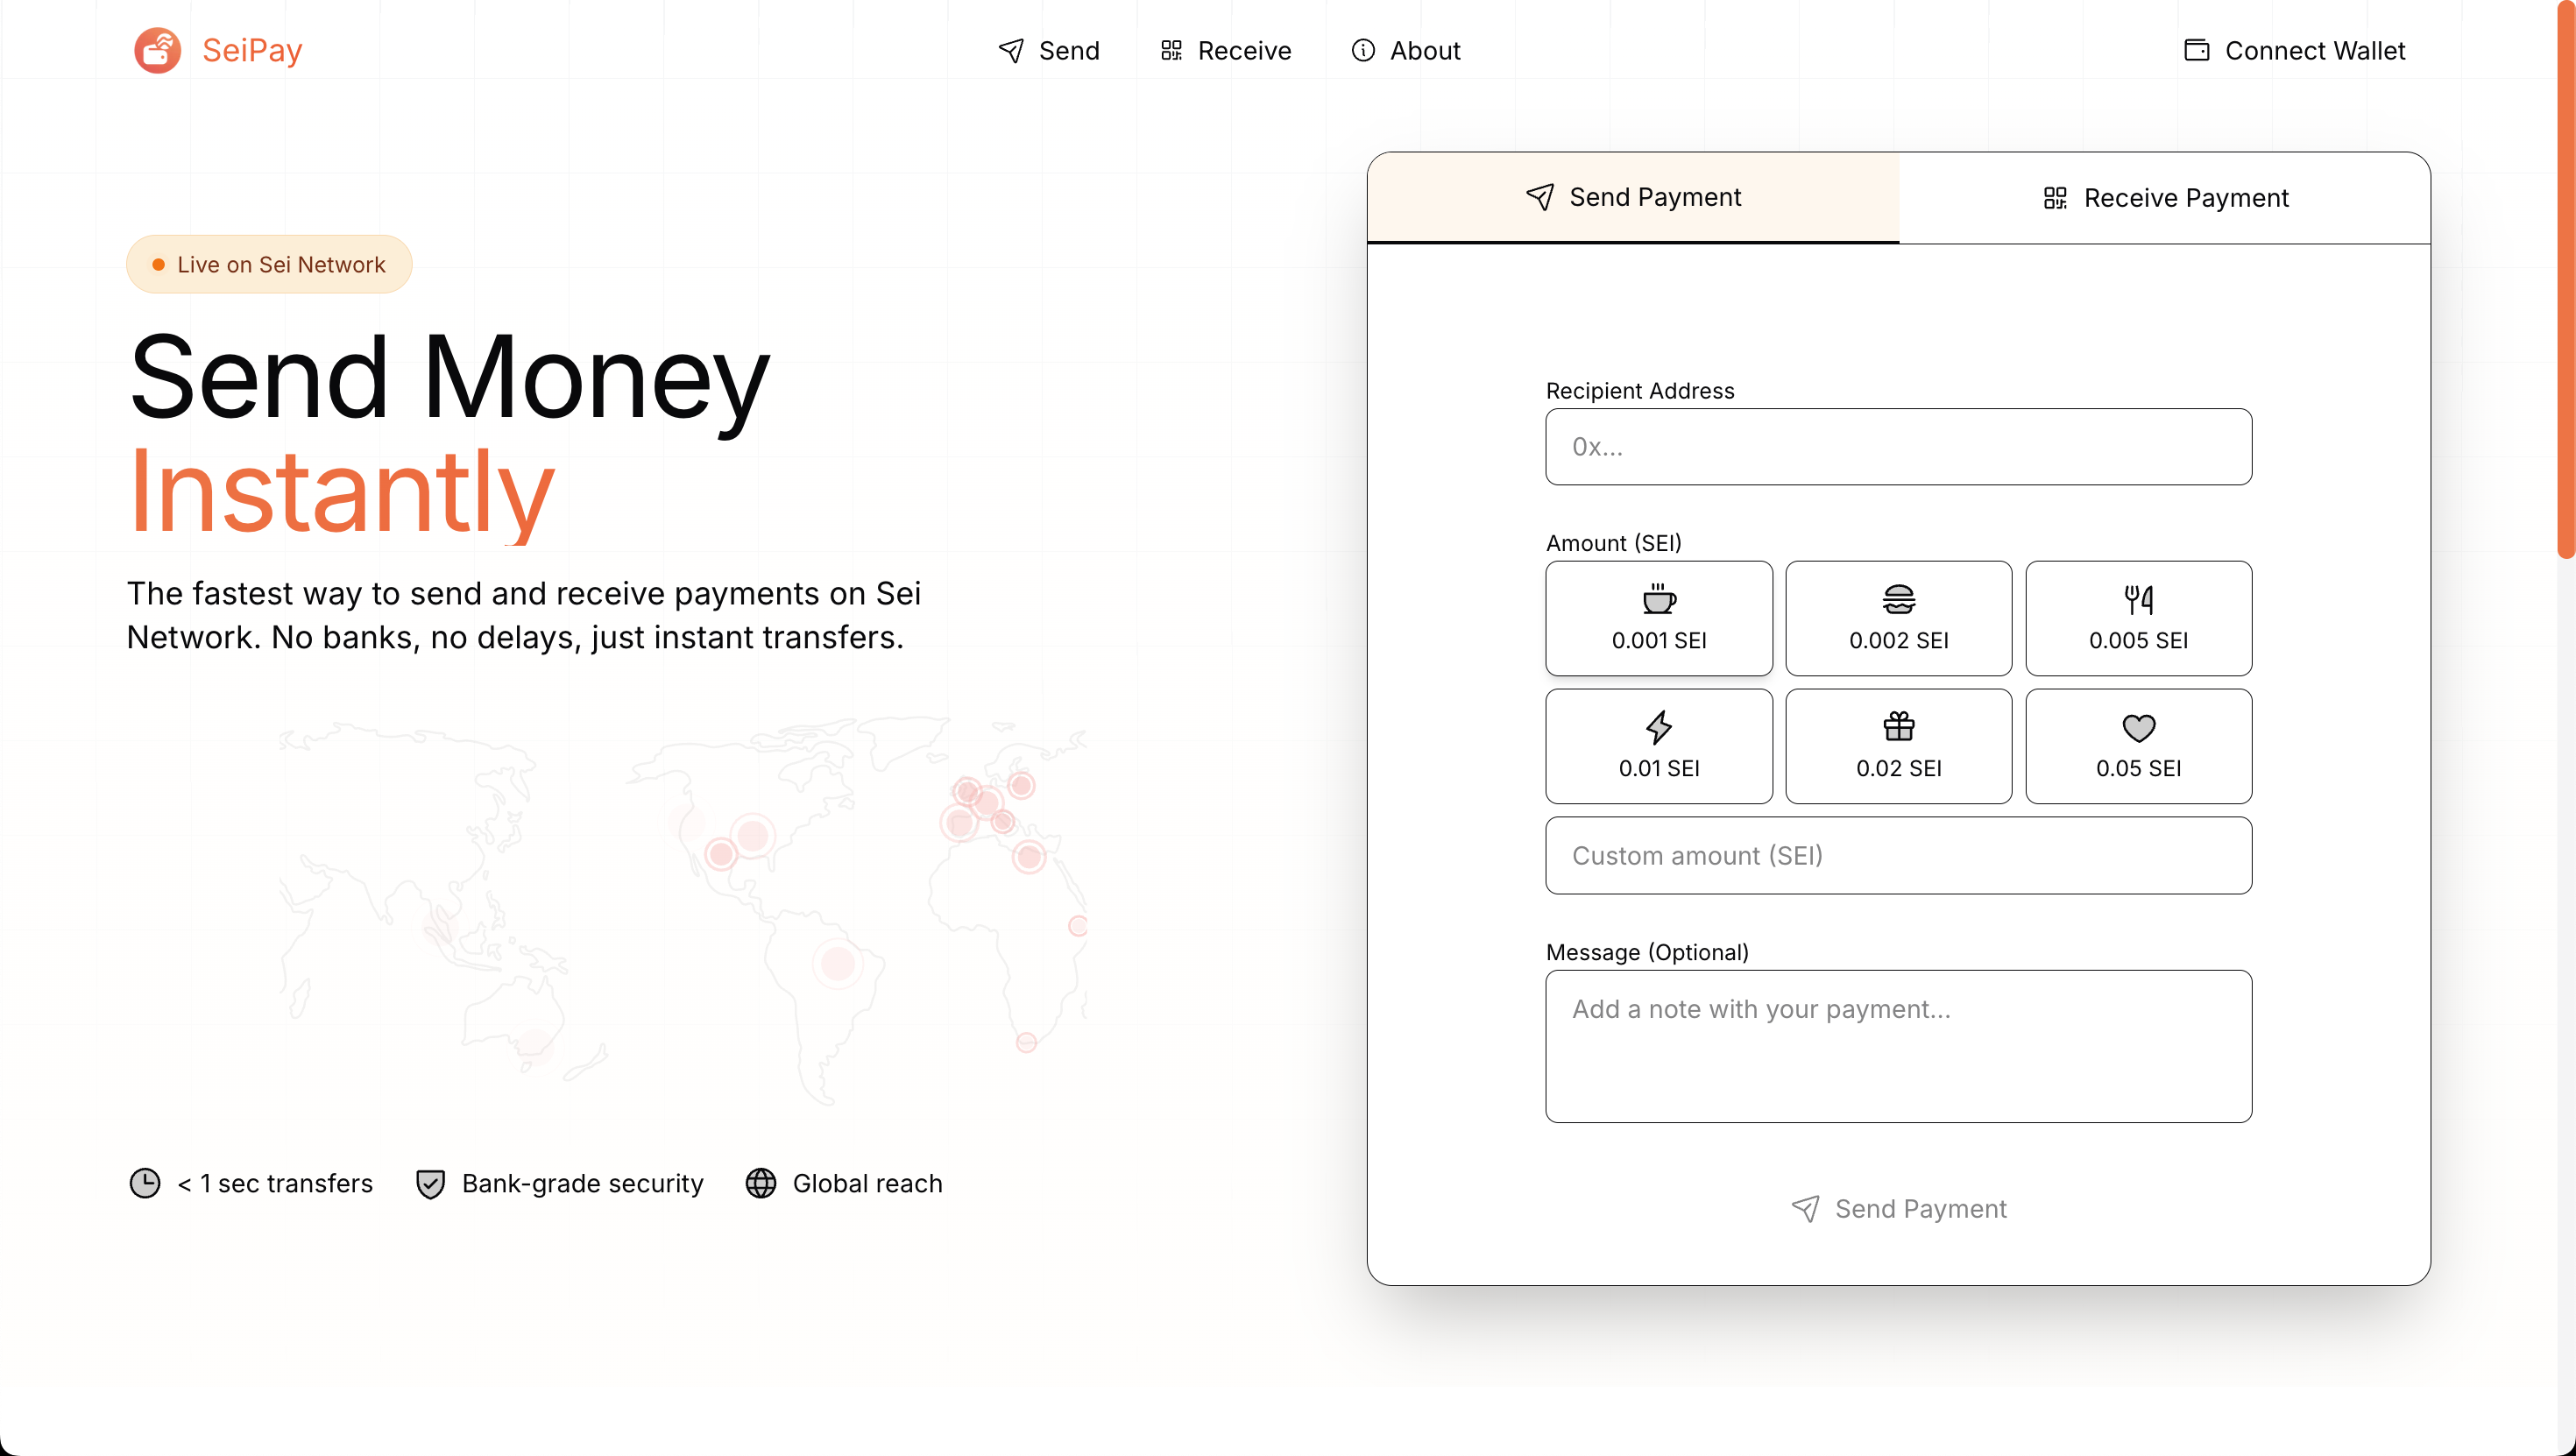 SeiPay
Send
Receive
About
Connect Wallet
Live on Sei Network
Send Money
Instantly
The fastest way to send and receive payments on Sei
Network. No banks, no delays, just instant transfers.
< 1 sec transfers
Bank-grade security
Global reach
Send Payment
Receive Payment
Recipient Address
0x...
Amount (SEI)
0.001 SEI
0.002 SEI
0.005 SEI
0.01 SEI
0.02 SEI
0.05 SEI
Custom amount (SEI)
Message (Optional)
Add a note with your payment...
Send Payment